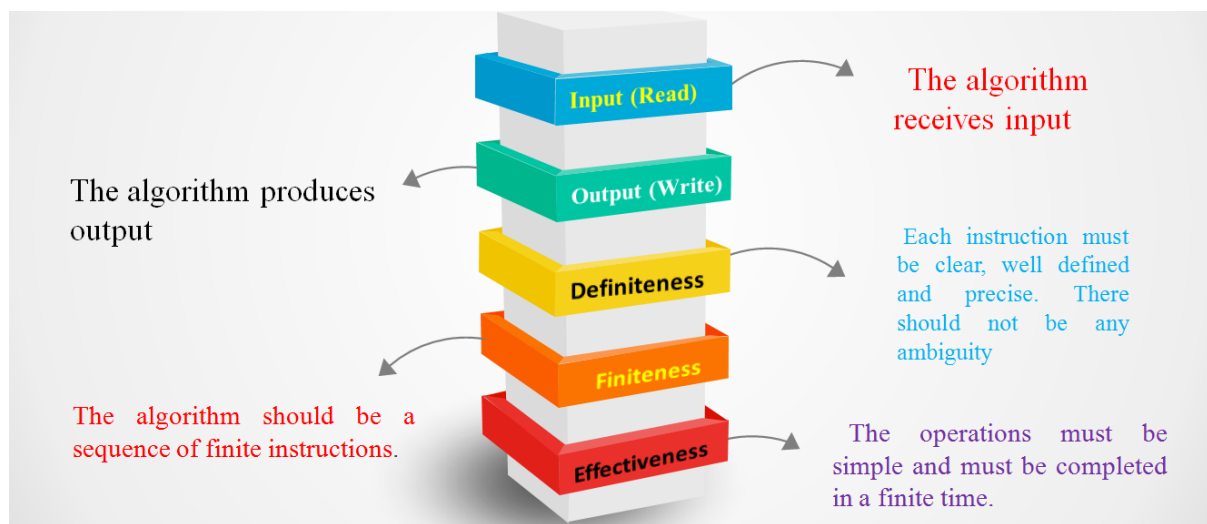 Input (Read)
The algorithm
receives input
Output (Write)
The algorithm produces
output
Definiteness
Each instruction must
be clear, well defined
and precise. There
should not be any
ambiguity
Finiteness
The algorithm should be a
sequence of finite instructions.
Effectiveness
The operations must be
simple and must be completed
in a finite time.